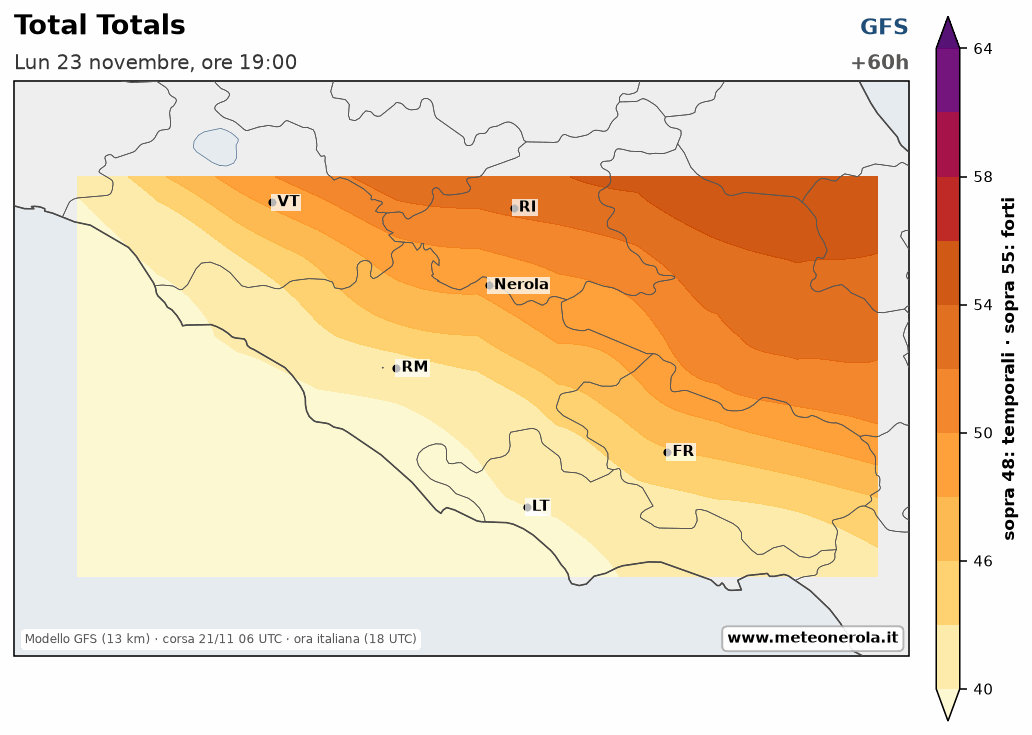 Total Totals
GFS
Lun 23 novembre, ore 19:00
+60h
VT
RI
Nerola
RM
FR
LT
64
58
54
50
46
40
sopra 48: temporali · sopra 55: forti
Modello GFS (13 km) · corsa 21/11 06 UTC · ora italiana (18 UTC)
www.meteonerola.it